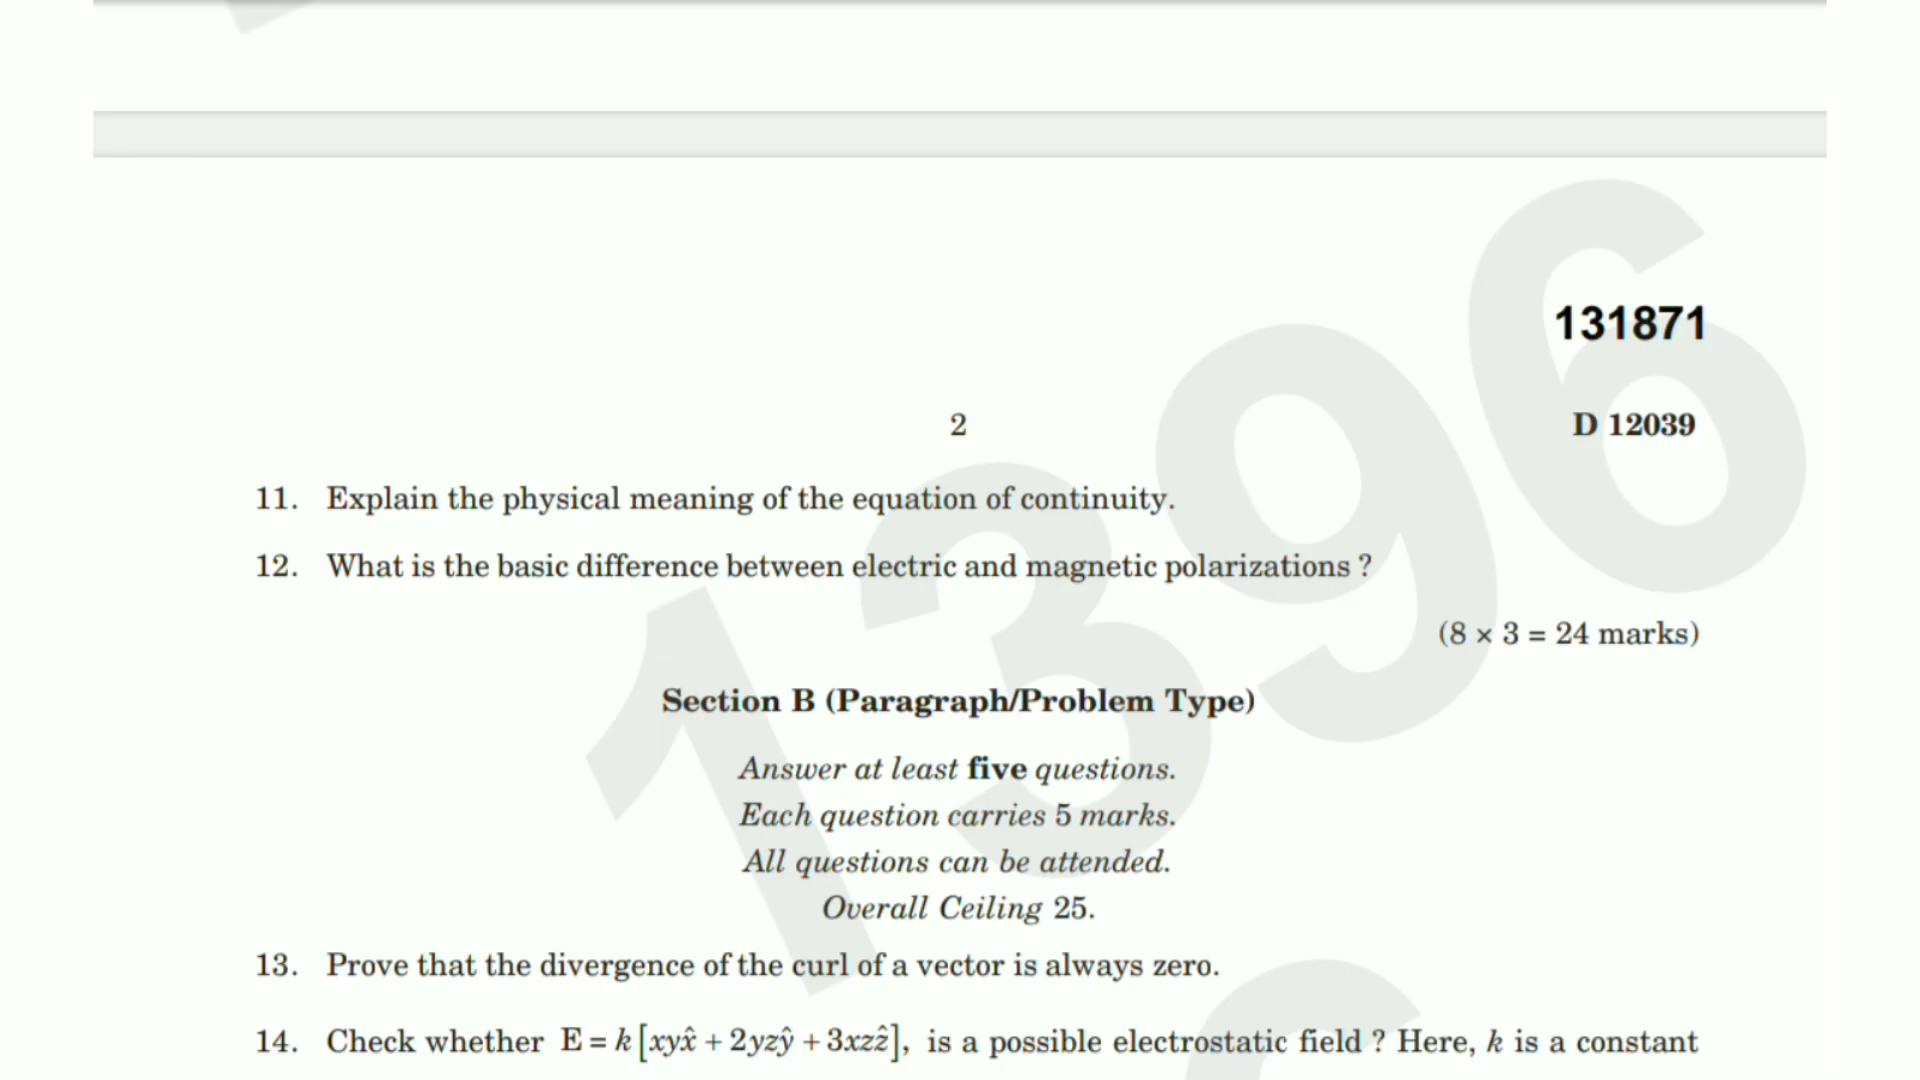 131871
2 D 12039
11. Explain the physical meaning of the equation of continuity.
12. What is the basic difference between electric and magnetic polarizations ?
(8 × 3 = 24 marks)
Section B (Paragraph/Problem Type)
Answer at least five questions.
Each question carries 5 marks.
All questions can be attended.
Overall Ceiling 25.
13. Prove that the divergence of the curl of a vector is always zero.
14. Check whether E = k [xyx̂ + 2yzŷ + 3xzẑ], is a possible electrostatic field ? Here, k is a constant
1396